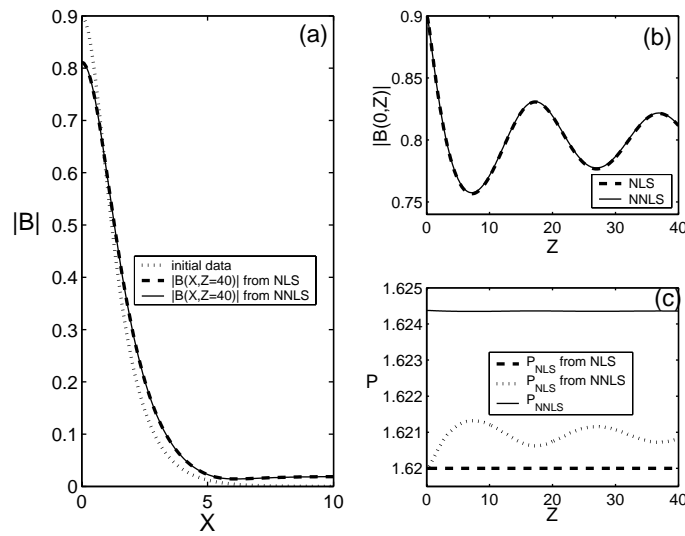 (a)
0.9
0.8
0.7
0.6
0.5
0.4
0.3
0.2
0.1
0
|B|
initial data
|B(X,Z=40)| from NLS
|B(X,Z=40)| from NNLS
0 5 10
X
(b)
0.9
0.85
0.8
0.75
|B(0,Z)|
NLS
NNLS
0 10 20 30 40
Z
(c)
1.625
1.624
1.623
1.622
1.621
1.62
P
P_NLS from NLS
P_NLS from NNLS
P_NNLS
0 10 20 30 40
Z